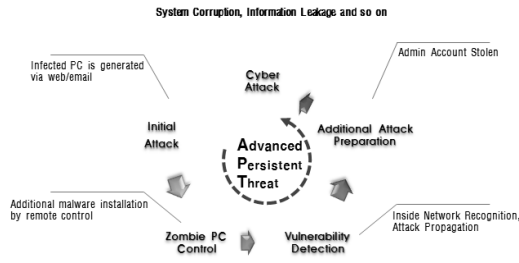 System Corruption, Information Leakage and so on
Infected PC is generated
via web/email
Admin Account Stolen
Cyber
Attack
Initial
Attack
Additional Attack
Preparation
Advanced
Persistent
Threat
Additional malware installation
by remote control
Inside Network Recognition,
Attack Propagation
Zombie PC
Control
Vulnerability
Detection